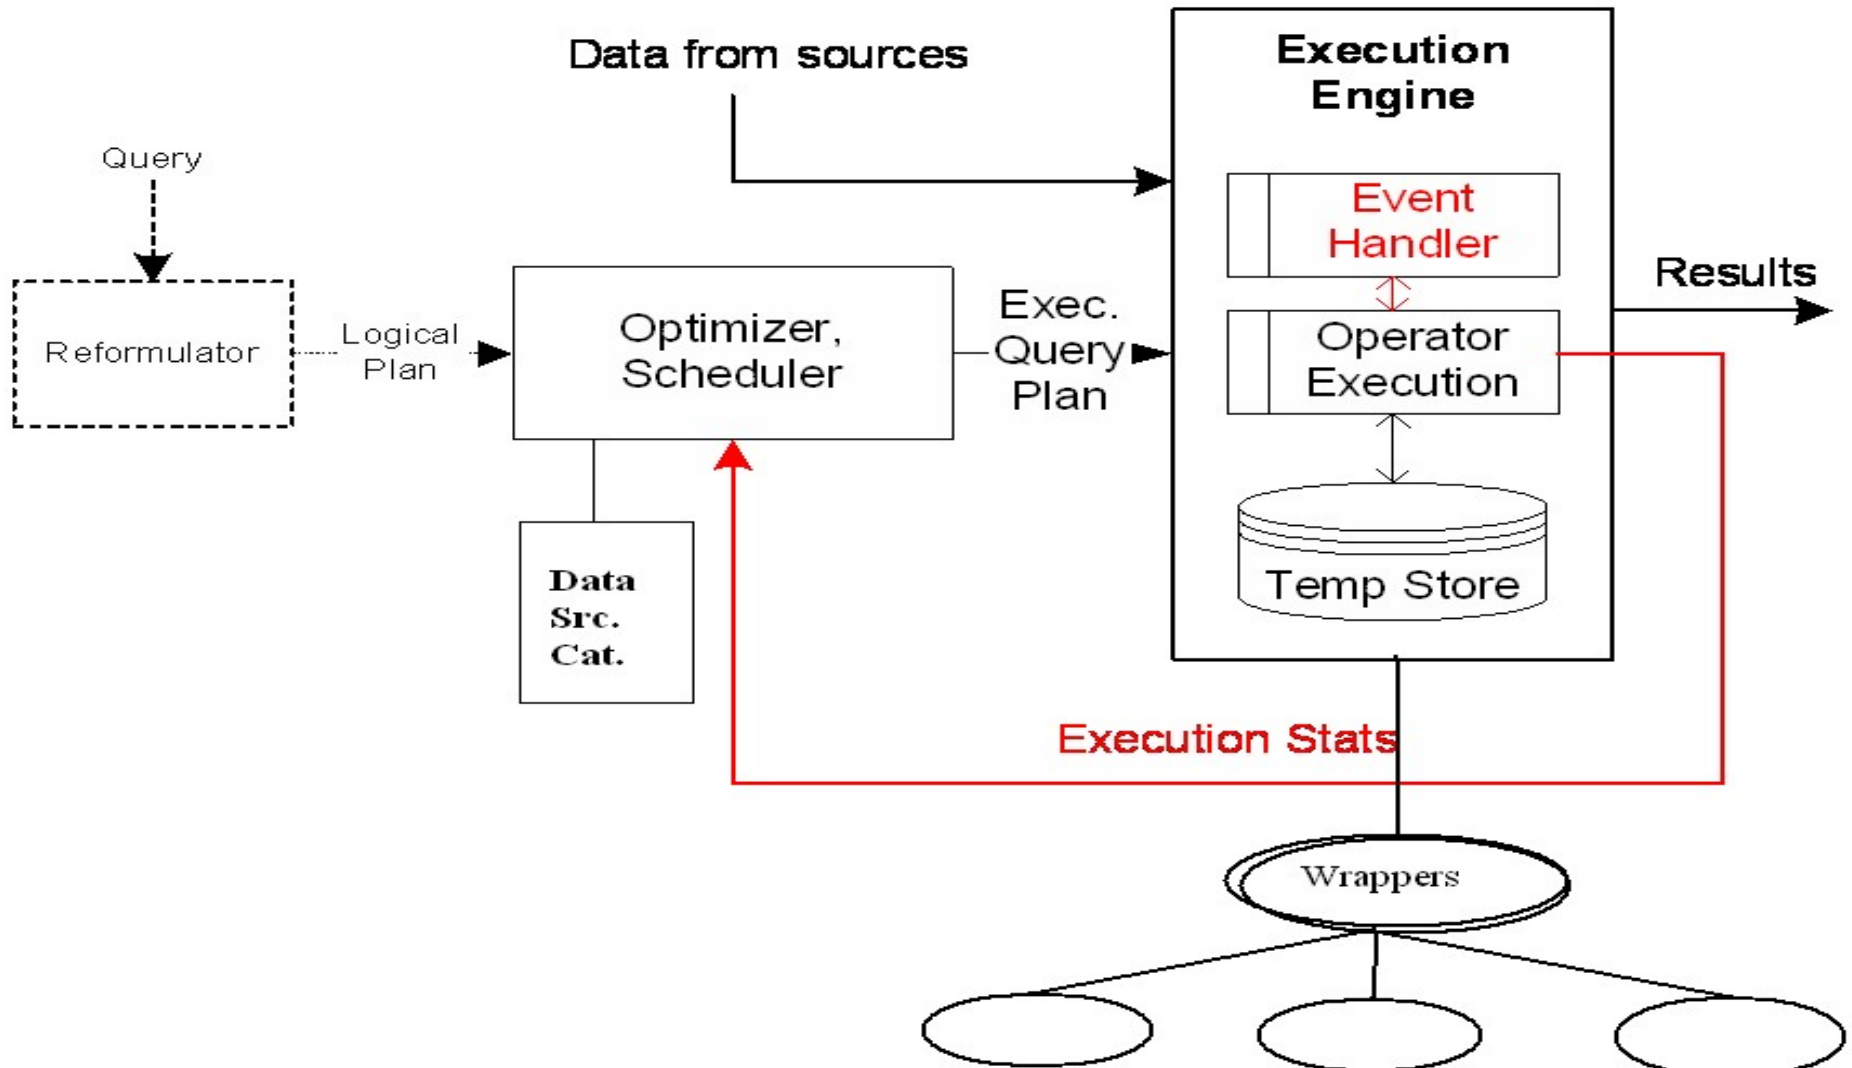 Data from sources
Execution
Engine
Query
Event
Handler
Results
Reformulator
Logical
Plan
Optimizer,
Scheduler
Exec.
Query
Plan
Operator
Execution
Data
Src.
Cat.
Temp Store
Execution Stats
Wrappers